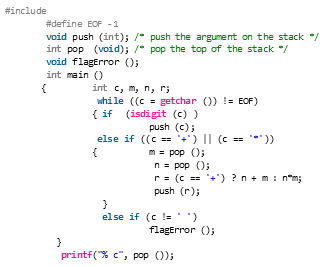 #include
#define EOF -1
void push (int); /* push the argument on the stack */
int pop  (void); /* pop the top of the stack */
void flagError ();
int main ()
{         int c, m, n, r;
while ((c = getchar ()) != EOF)
{ if  (isdigit (c) )
push (c);
else if ((c == '+') || (c == '*'))
{          m = pop ();
n = pop ();
r = (c == '+') ? n + m : n*m;
push (r);
}
else if (c != ' ')
flagError ();
}
printf("% c", pop ());